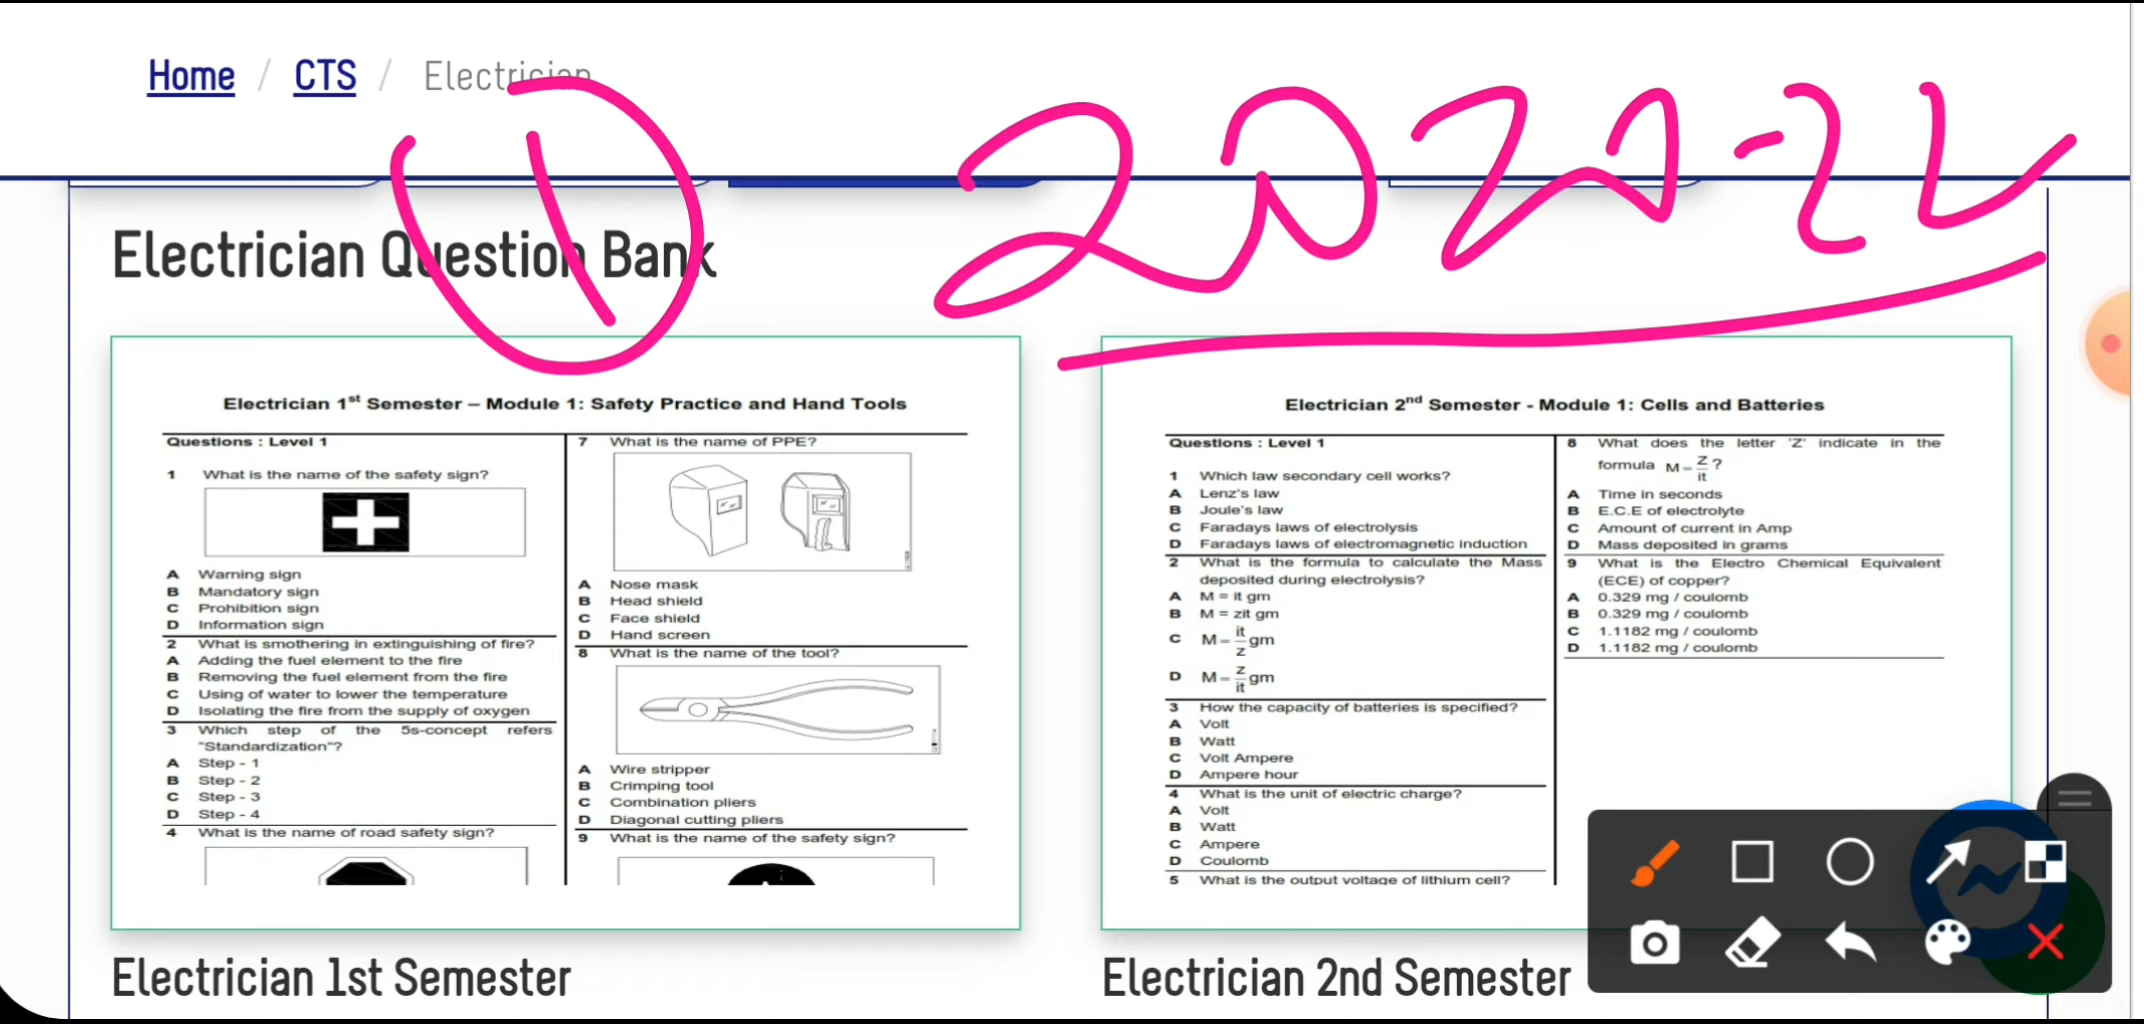 Home / CTS / Electrician
1 2022-24
Electrician Question Bank
Electrician 1st Semester – Module 1: Safety Practice and Hand Tools
Questions : Level 1
1 What is the name of the safety sign?
A Warning sign
B Mandatory sign
C Prohibition sign
D Information sign
2 What is smothering in extinguishing of fire?
A Adding the fuel element to the fire
B Removing the fuel element from the fire
C Using of water to lower the temperature
D Isolating the fire from the supply of oxygen
3 Which step of the 5s-concept refers
"Standardization"?
A Step - 1
B Step - 2
C Step - 3
D Step - 4
4 What is the name of road safety sign?
7 What is the name of PPE?
A Nose mask
B Head shield
C Face shield
D Hand screen
8 What is the name of the tool?
A Wire stripper
B Crimping tool
C Combination pliers
D Diagonal cutting pliers
9 What is the name of the safety sign?
Electrician 1st Semester
Electrician 2nd Semester - Module 1: Cells and Batteries
Questions : Level 1
1 Which law secondary cell works?
A Lenz's law
B Joule's law
C Faradays laws of electrolysis
D Faradays laws of electromagnetic induction
2 What is the formula to calculate the Mass
deposited during electrolysis?
A M = it gm
B M = zit gm
C M = it/z gm
D M = z/it gm
3 How the capacity of batteries is specified?
A Volt
B Watt
C Volt Ampere
D Ampere hour
4 What is the unit of electric charge?
A Volt
B Watt
C Ampere
D Coulomb
5 What is the output voltage of lithium cell?
8 What does the letter 'Z' indicate in the
formula M = Z/it ?
A Time in seconds
B E.C.E of electrolyte
C Amount of current in Amp
D Mass deposited in grams
9 What is the Electro Chemical Equivalent
(ECE) of copper?
A 0.329 mg / coulomb
B 0.329 mg / coulomb
C 1.1182 mg / coulomb
D 1.1182 mg / coulomb
Electrician 2nd Semester